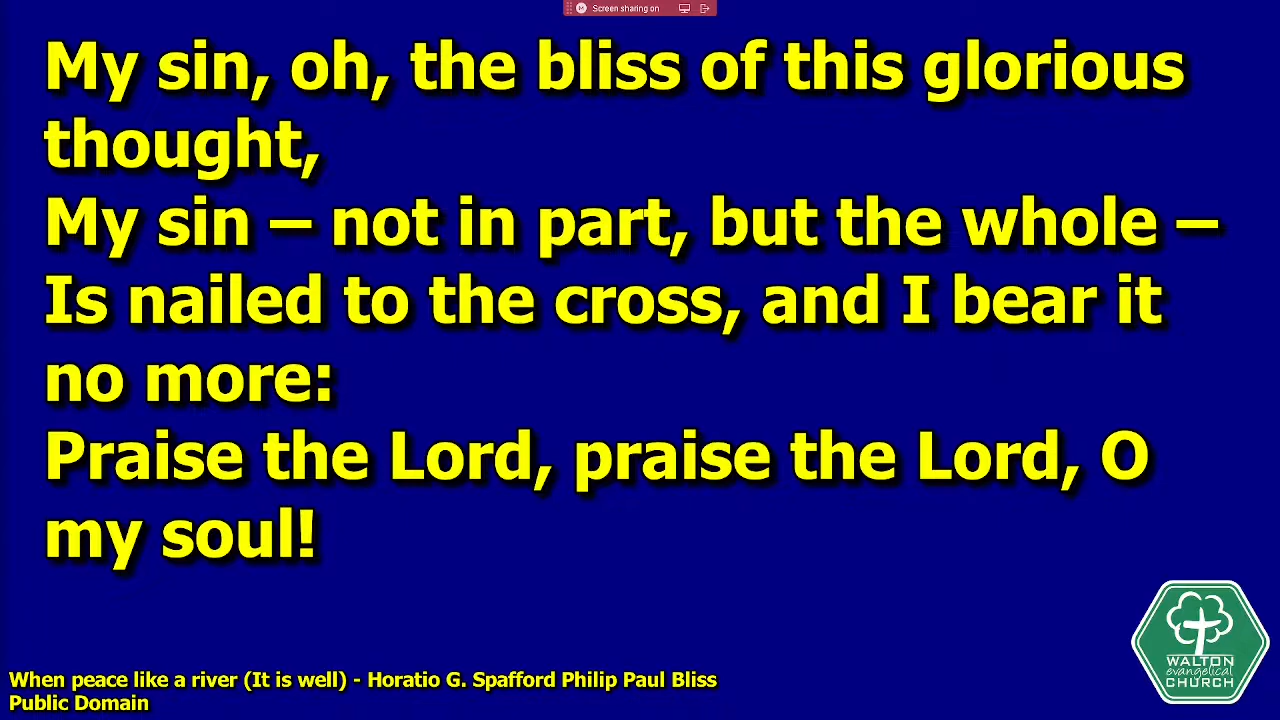 Screen sharing on
My sin, oh, the bliss of this glorious
thought,
My sin – not in part, but the whole –
Is nailed to the cross, and I bear it
no more:
Praise the Lord, praise the Lord, O
my soul!
WALTON
evangelical
CHURCH
When peace like a river (It is well) - Horatio G. Spafford Philip Paul Bliss
Public Domain